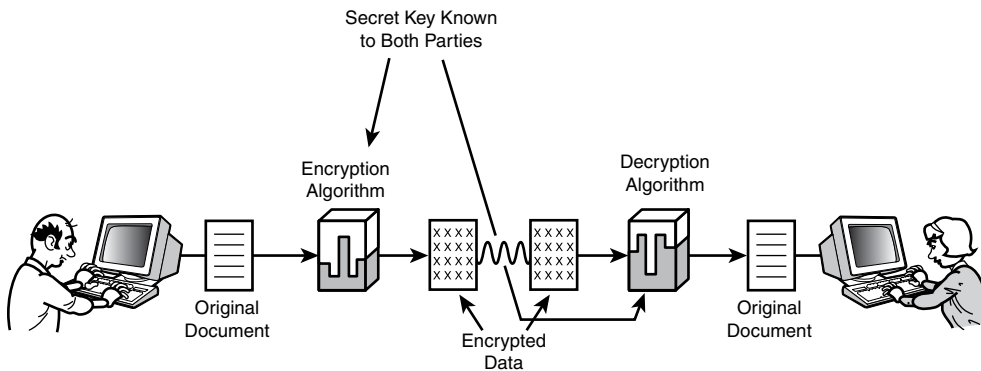 Secret Key Known
to Both Parties
Encryption
Algorithm
Decryption
Algorithm
X X X X
X X X X
X X X X
X X X X
X X X X
X X X X
X X X X
X X X X
Original
Document
Encrypted
Data
Original
Document